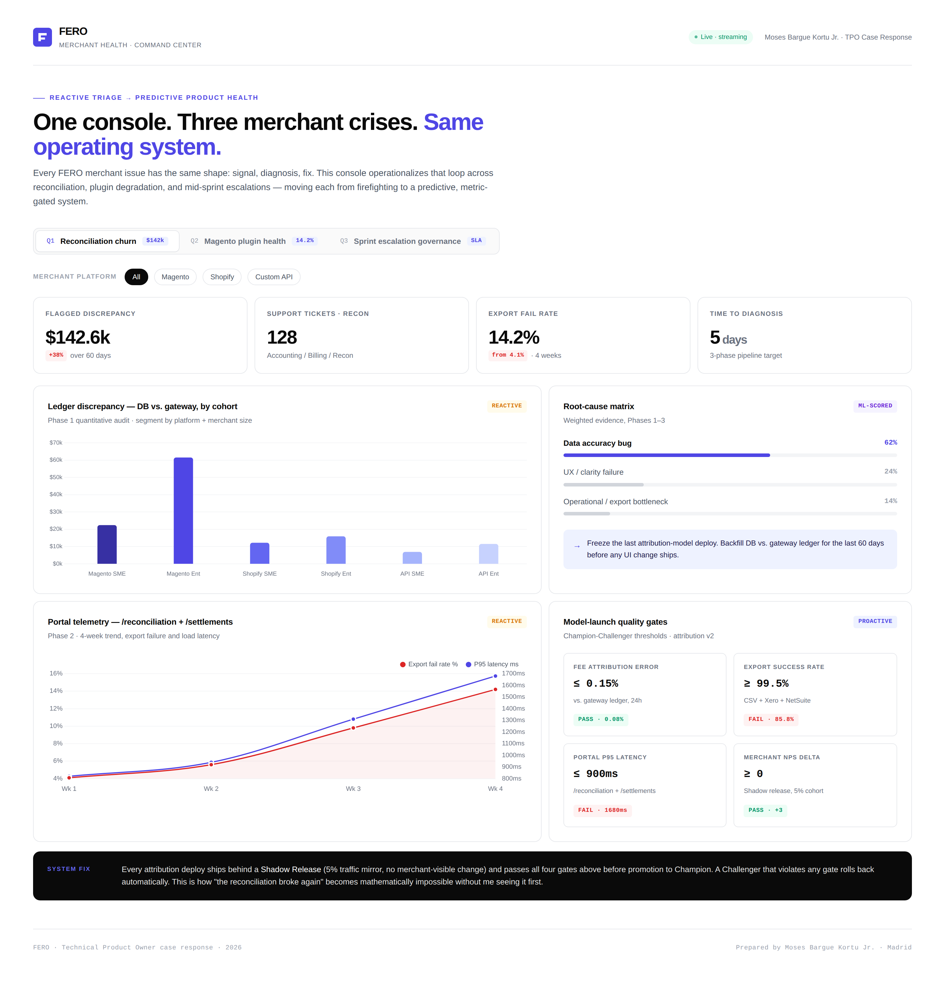 FERO
MERCHANT HEALTH · COMMAND CENTER
Live · streaming
Moses Bargue Kortu Jr. · TPO Case Response
REACTIVE TRIAGE → PREDICTIVE PRODUCT HEALTH
One console. Three merchant crises. Same
operating system.
Every FERO merchant issue has the same shape: signal, diagnosis, fix. This console operationalizes that loop across
reconciliation, plugin degradation, and mid-sprint escalations — moving each from firefighting to a predictive, metric-
gated system.
Q1 Reconciliation churn $142k
Q2 Magento plugin health 14.2%
Q3 Sprint escalation governance SLA
MERCHANT PLATFORM All Magento Shopify Custom API
FLAGGED DISCREPANCY
$142.6k
+38% over 60 days
SUPPORT TICKETS · RECON
128
Accounting / Billing / Recon
EXPORT FAIL RATE
14.2%
from 4.1% · 4 weeks
TIME TO DIAGNOSIS
5 days
3-phase pipeline target
Ledger discrepancy — DB vs. gateway, by cohort
REACTIVE
Phase 1 quantitative audit · segment by platform + merchant size
$70k
$60k
$50k
$40k
$30k
$20k
$10k
$0k
Magento SME Magento Ent Shopify SME Shopify Ent API SME API Ent
Root-cause matrix
ML-SCORED
Weighted evidence, Phases 1–3
Data accuracy bug 62%
UX / clarity failure 24%
Operational / export bottleneck 14%
→ Freeze the last attribution-model deploy. Backfill DB vs. gateway ledger for the last 60 days
before any UI change ships.
Portal telemetry — /reconciliation + /settlements
REACTIVE
Phase 2 · 4-week trend, export failure and load latency
Export fail rate % P95 latency ms
16%
14%
12%
10%
8%
6%
4%
1700ms
1600ms
1500ms
1400ms
1300ms
1200ms
1100ms
1000ms
900ms
800ms
Wk 1 Wk 2 Wk 3 Wk 4
Model-launch quality gates
PROACTIVE
Champion-Challenger thresholds · attribution v2
FEE ATTRIBUTION ERROR
≤ 0.15%
vs. gateway ledger, 24h
PASS · 0.08%
EXPORT SUCCESS RATE
≥ 99.5%
CSV + Xero + NetSuite
FAIL · 85.8%
PORTAL P95 LATENCY
≤ 900ms
/reconciliation + /settlements
FAIL · 1680ms
MERCHANT NPS DELTA
≥ 0
Shadow release, 5% cohort
PASS · +3
SYSTEM FIX
Every attribution deploy ships behind a Shadow Release (5% traffic mirror, no merchant-visible change) and passes all four gates above before promotion to Champion. A Challenger that violates any gate rolls back
automatically. This is how "the reconciliation broke again" becomes mathematically impossible without me seeing it first.
FERO · Technical Product Owner case response · 2026
Prepared by Moses Bargue Kortu Jr. · Madrid